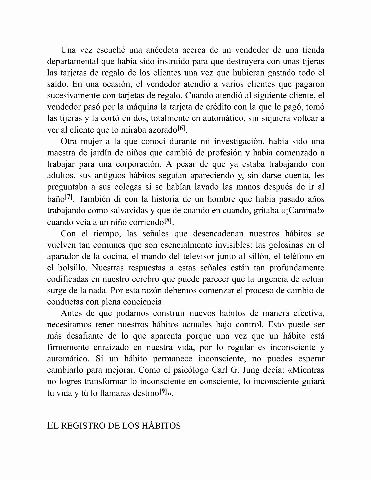 Una vez escuché una anécdota acerca de un vendedor de una tienda
departamental que había sido instruido para que destruyera con unas tijeras
las tarjetas de regalo de los clientes una vez que hubieran gastado todo el
saldo. En una ocasión, el vendedor atendió a varios clientes que pagaron
sucesivamente con tarjetas de regalo. Cuando atendió al siguiente cliente, el
vendedor pasó por la máquina la tarjeta de crédito con la que le pagó, tomó
las tijeras y la cortó en dos, totalmente en automático, sin siquiera voltear a
ver al cliente que lo miraba azorado[6].
Otra mujer a la que conocí durante mi investigación, había sido una
maestra de jardín de niños que cambió de profesión y había comenzado a
trabajar para una corporación. A pesar de que ya estaba trabajando con
adultos, sus antiguos hábitos seguían apareciendo y, sin darse cuenta, les
preguntaba a sus colegas si se habían lavado las manos después de ir al
baño[7]. También di con la historia de un hombre que había pasado años
trabajando como salvavidas y que de cuando en cuando, gritaba «¡Camina!»
cuando veía a un niño corriendo[8].
Con el tiempo, las señales que desencadenan nuestros hábitos se
vuelven tan comunes que son esencialmente invisibles: las golosinas en el
aparador de la cocina, el mando del televisor junto al sillón, el teléfono en
el bolsillo. Nuestras respuestas a estas señales están tan profundamente
codificadas en nuestro cerebro que puede parecer que la urgencia de actuar
surge de la nada. Por esta razón debemos comenzar el proceso de cambio de
conductas con plena conciencia.
Antes de que podamos construir nuevos hábitos de manera efectiva,
necesitamos tener nuestros hábitos actuales bajo control. Esto puede ser
más desafiante de lo que aparenta porque una vez que un hábito está
firmemente enraizado en nuestra vida, por lo regular es inconsciente y
automático. Si un hábito permanece inconsciente, no puedes esperar
cambiarlo para mejorar. Como el psicólogo Carl G. Jung decía: «Mientras
no logres transformar lo inconsciente en consciente, lo inconsciente guiará
tu vida y tú lo llamarás destino[9]».
EL REGISTRO DE LOS HÁBITOS